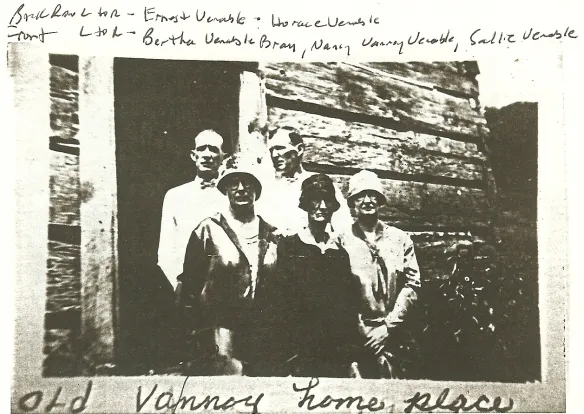 Back Row L to R - Ernest Venable - Horace Venable
Front L to R - Bertha Venable Bray, Nancy Vannoy Venable, Sallie Venable
OLd Vannoy home place